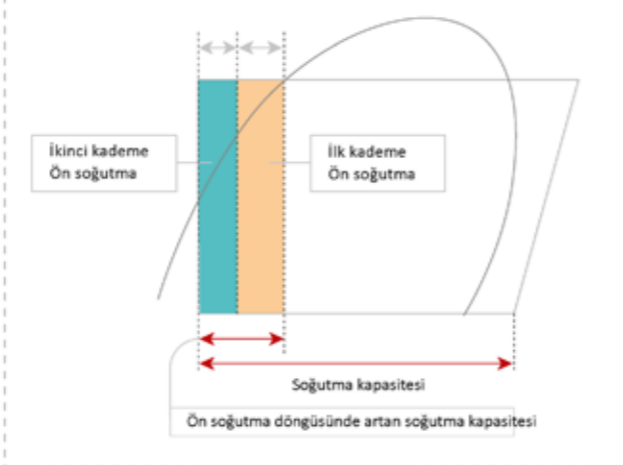 İkinci kademe
Ön soğutma
İlk kademe
Ön soğutma
Soğutma kapasitesi
Ön soğutma döngüsünde artan soğutma kapasitesi